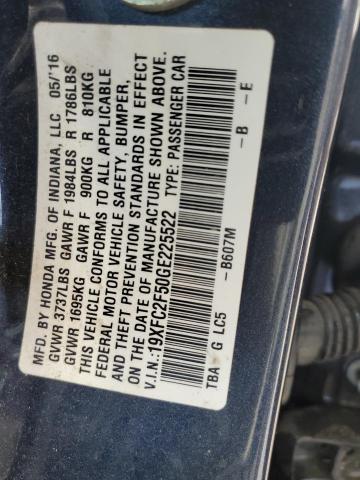 MFD. BY HONDA MFG. OF INDIANA, LLC 05/'16
GVWR 3737LBS GAWR F 1984LBS R 1786LBS
GVWR 1695KG GAWR F 900KG R 810KG
THIS VEHICLE CONFORMS TO ALL APPLICABLE
FEDERAL MOTOR VEHICLE SAFETY, BUMPER,
AND THEFT PREVENTION STANDARDS IN EFFECT
ON THE DATE OF MANUFACTURE SHOWN ABOVE.
V.I.N.: 19XFC2F50GE225522 TYPE: PASSENGER CAR
TBA G LC5 -B607M -B -E